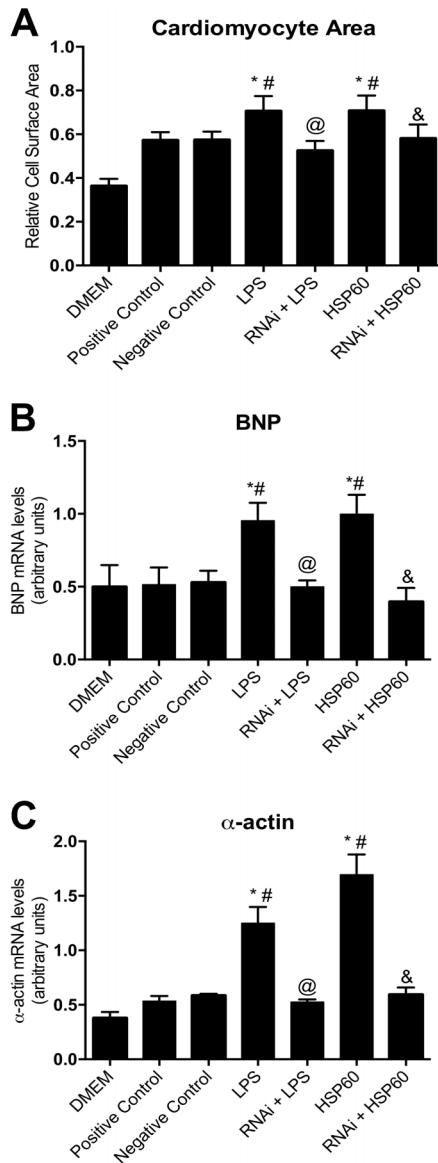 A
Cardiomyocyte Area
Relative Cell Surface Area
1.0
0.8
0.6
0.4
0.2
0.0
* #
@
* #
&
DMEM
Positive Control
Negative Control
LPS
RNAi + LPS
HSP60
RNAi + HSP60
B
BNP
BNP mRNA levels
(arbitrary units)
1.5
1.0
0.5
0.0
*#
@
*#
&
DMEM
Positive Control
Negative Control
LPS
RNAi + LPS
HSP60
RNAi + HSP60
C
α-actin
α-actin mRNA levels
(arbitrary units)
2.0
1.5
1.0
0.5
0.0
* #
@
* #
&
DMEM
Positive Control
Negative Control
LPS
RNAi + LPS
HSP60
RNAi + HSP60